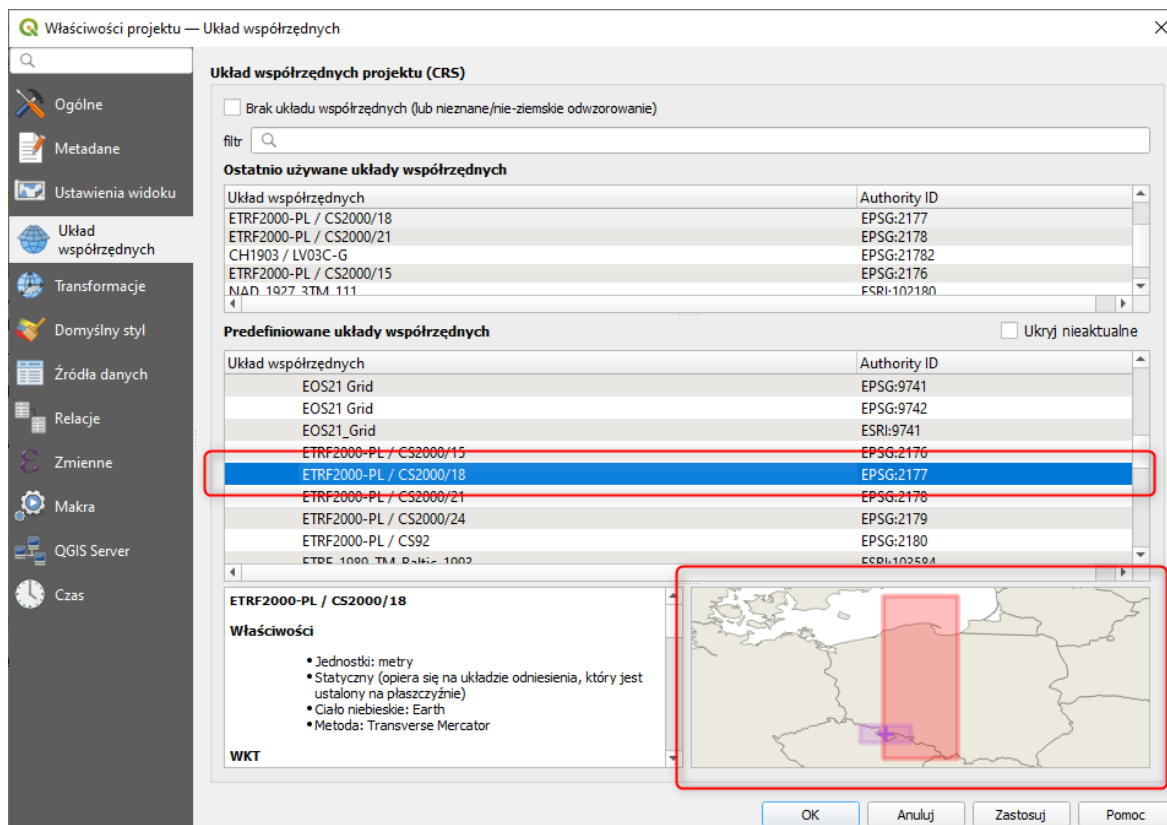 Właściwości projektu — Układ współrzędnych
Ogólne
Metadane
Ustawienia widoku
Układ
współrzędnych
Transformacje
Domyślny styl
Źródła danych
Relacje
Zmienne
Makra
QGIS Server
Czas
Układ współrzędnych projektu (CRS)
Brak układu współrzędnych (lub nieznane/nie-ziemskie odwzorowanie)
filtr
Ostatnio używane układy współrzędnych
Układ współrzędnych Authority ID
ETRF2000-PL / CS2000/18 EPSG:2177
ETRF2000-PL / CS2000/21 EPSG:2178
CH1903 / LV03C-G EPSG:21782
ETRF2000-PL / CS2000/15 EPSG:2176
NAD_1927_3TM_111 ESRI:102180
Predefiniowane układy współrzędnych Ukryj nieaktualne
Układ współrzędnych Authority ID
EOS21 Grid EPSG:9741
EOS21 Grid EPSG:9742
EOS21_Grid ESRI:9741
ETRF2000-PL / CS2000/15 EPSG:2176
ETRF2000-PL / CS2000/18 EPSG:2177
ETRF2000-PL / CS2000/21 EPSG:2178
ETRF2000-PL / CS2000/24 EPSG:2179
ETRF2000-PL / CS92 EPSG:2180
ETRF_1989_TM_Baltic_1993 ESRI:103584
ETRF2000-PL / CS2000/18
Właściwości
• Jednostki: metry
• Statyczny (opiera się na układzie odniesienia, który jest
ustalony na płaszczyźnie)
• Ciało niebieskie: Earth
• Metoda: Transverse Mercator
WKT
OK Anuluj Zastosuj Pomoc